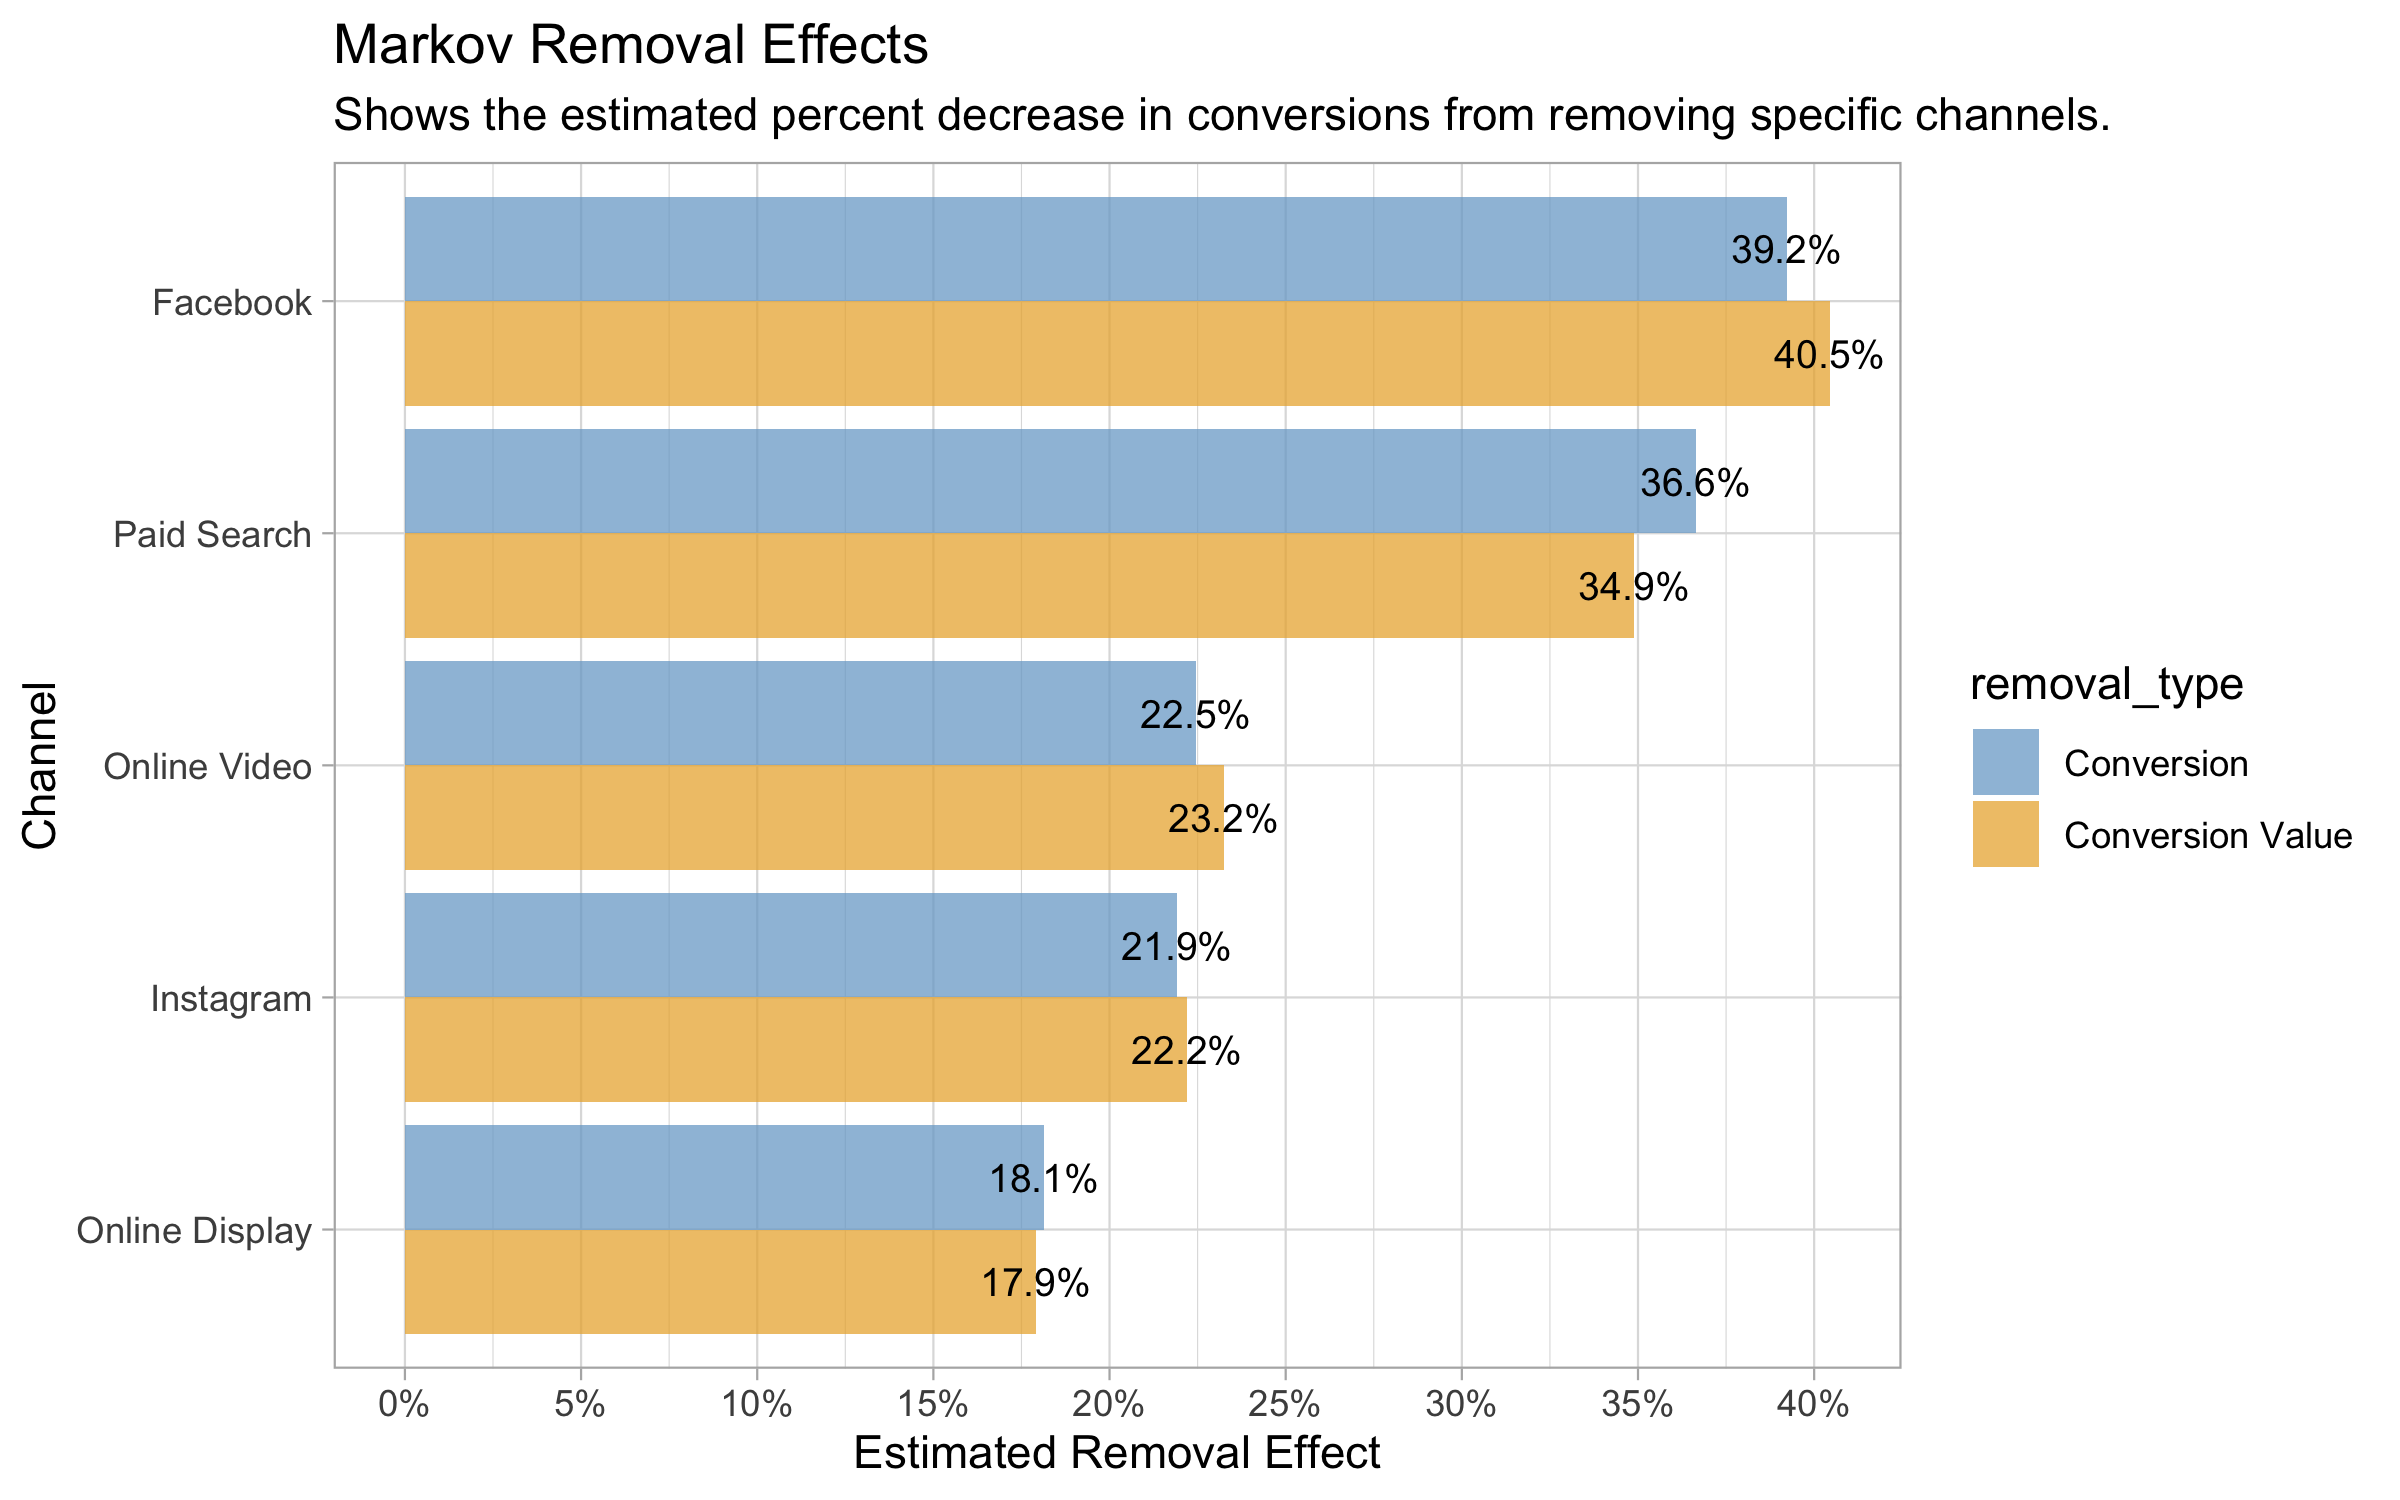 Markov Removal Effects
Shows the estimated percent decrease in conversions from removing specific channels.
Channel
Facebook
39.2%
40.5%
Paid Search
36.6%
34.9%
Online Video
22.5%
23.2%
Instagram
21.9%
22.2%
Online Display
18.1%
17.9%
0% 5% 10% 15% 20% 25% 30% 35% 40%
Estimated Removal Effect
removal_type
Conversion
Conversion Value